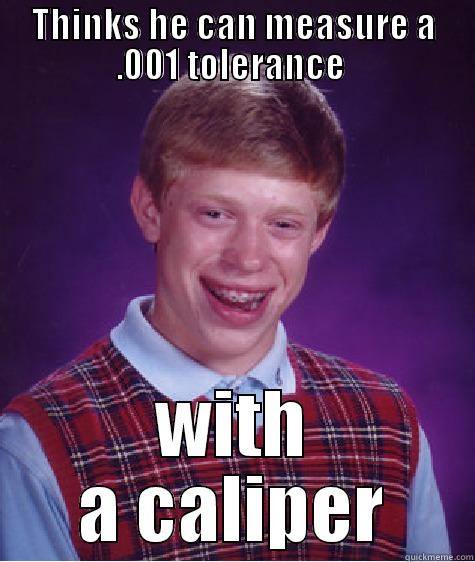 Thinks he can measure a
.001 tolerance
with
a caliper
quickmeme.com